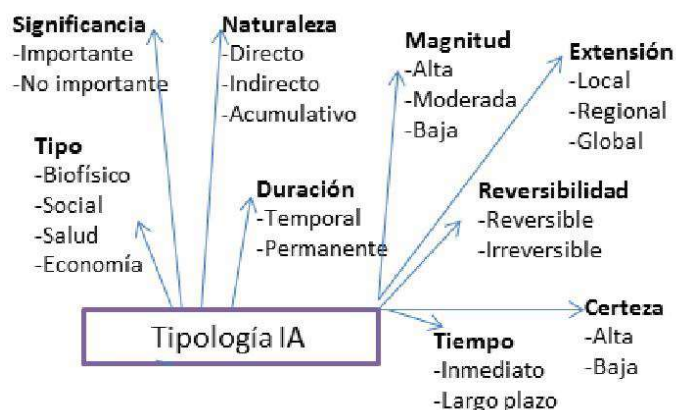 Significancia
-Importante
-No importante
Naturaleza
-Directo
-Indirecto
-Acumulativo
Magnitud
-Alta
-Moderada
-Baja
Extensión
-Local
-Regional
-Global
Tipo
-Biofísico
-Social
-Salud
-Economía
Duración
-Temporal
-Permanente
Reversibilidad
-Reversible
-Irreversible
Tipología IA
Tiempo
-Inmediato
-Largo plazo
Certeza
-Alta
-Baja